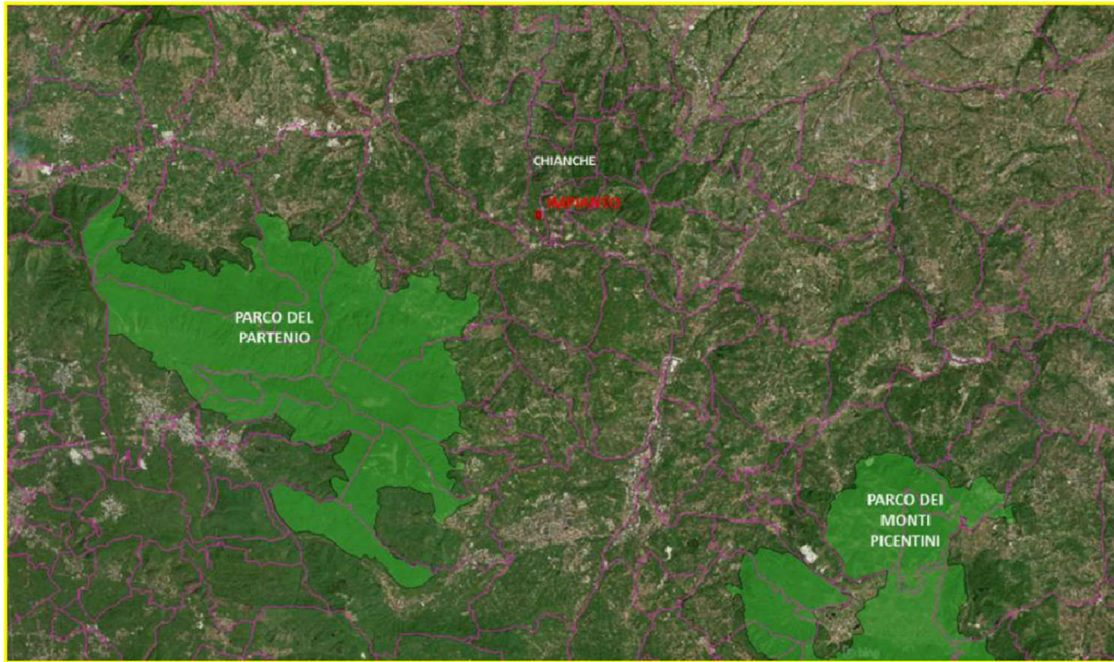 CHIANCHE
IMPIANTO
PARCO DEL
PARTENIO
PARCO DEI
MONTI
PICENTINI